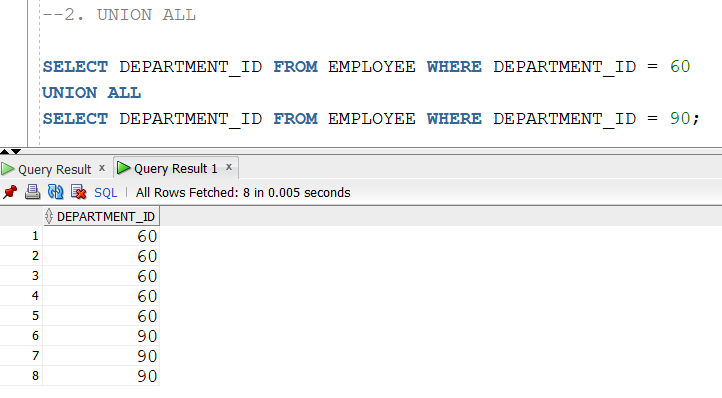 --2. UNION ALL
SELECT DEPARTMENT_ID FROM EMPLOYEE WHERE DEPARTMENT_ID = 60
UNION ALL
SELECT DEPARTMENT_ID FROM EMPLOYEE WHERE DEPARTMENT_ID = 90;
Query Result x Query Result 1 x
SQL | All Rows Fetched: 8 in 0.005 seconds
DEPARTMENT_ID
1 60
2 60
3 60
4 60
5 60
6 90
7 90
8 90